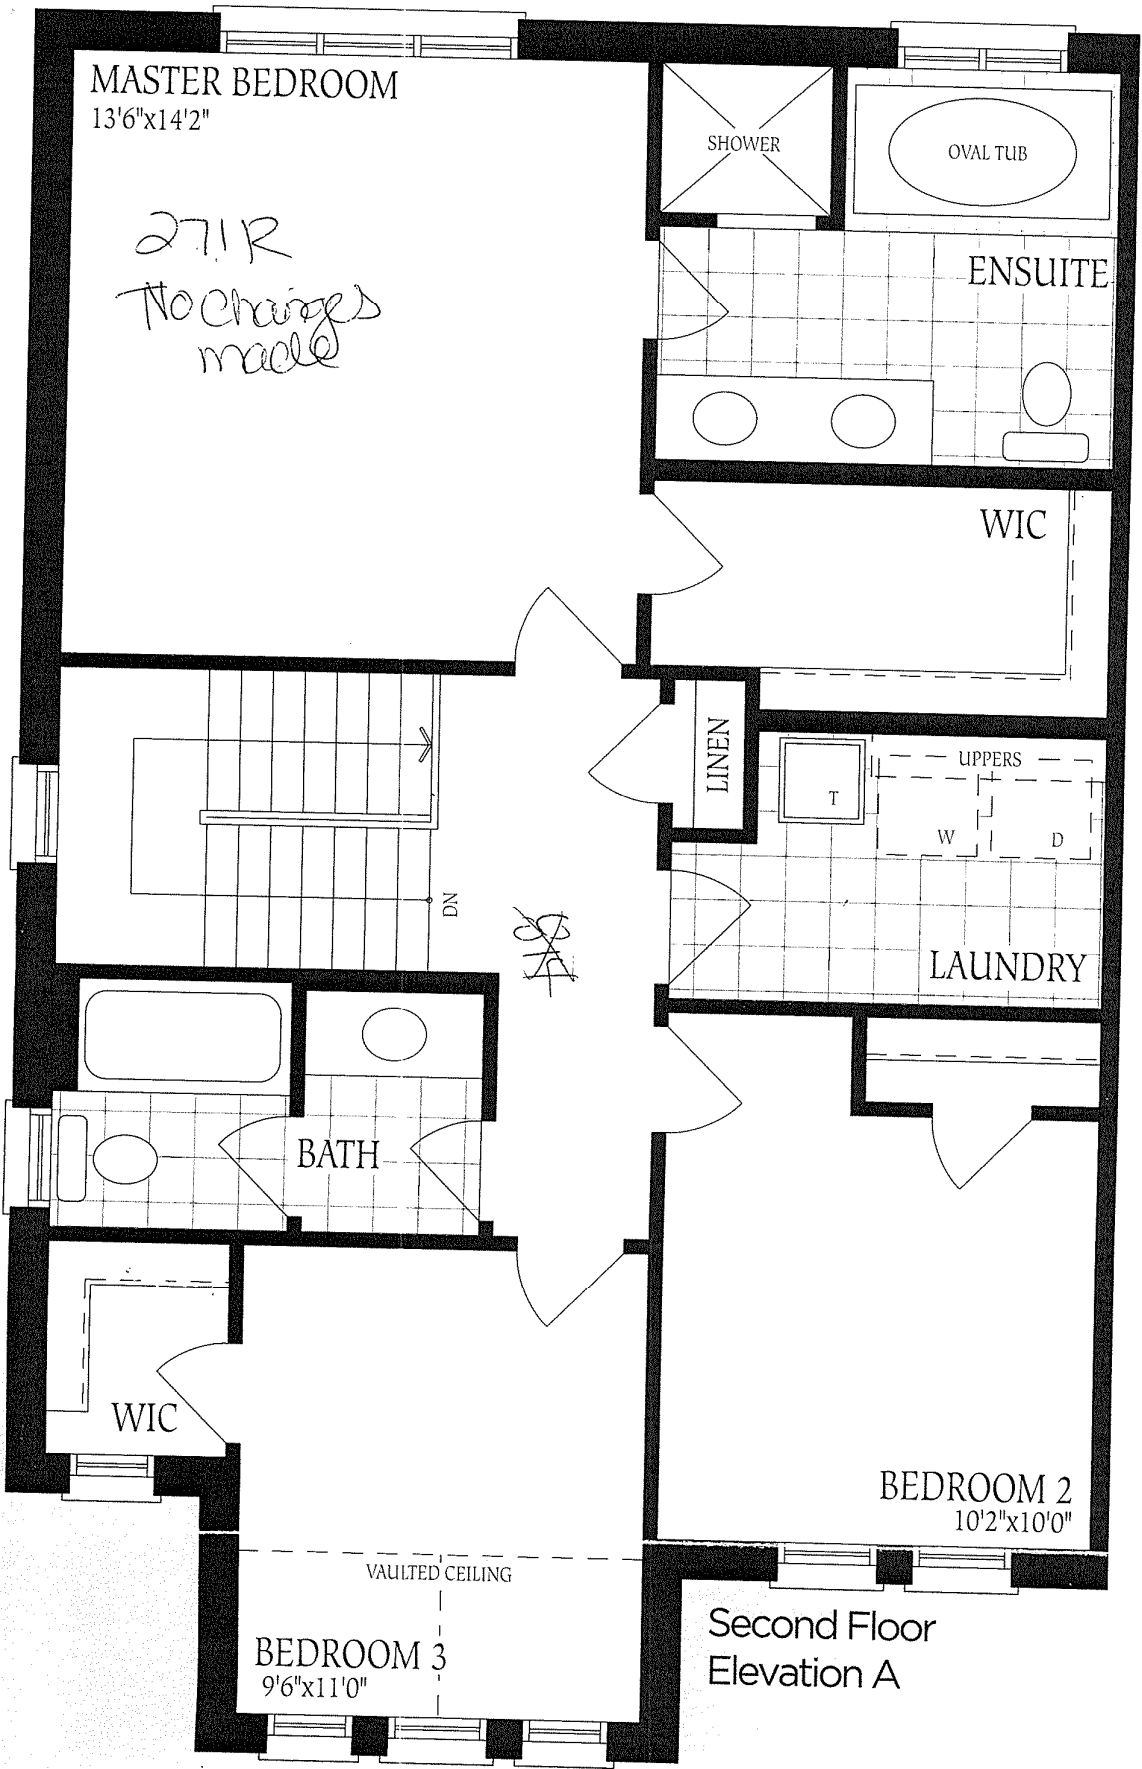 MASTER BEDROOM
13'6"x14'2"
SHOWER
OVAL TUB
271R
No Changes
made
ENSUITE
WIC
LINEN
UPPERS
T
W
D
DN
LAUNDRY
BATH
WIC
BEDROOM 2
10'2"x10'0"
VAULTED CEILING
BEDROOM 3
9'6"x11'0"
Second Floor
Elevation A